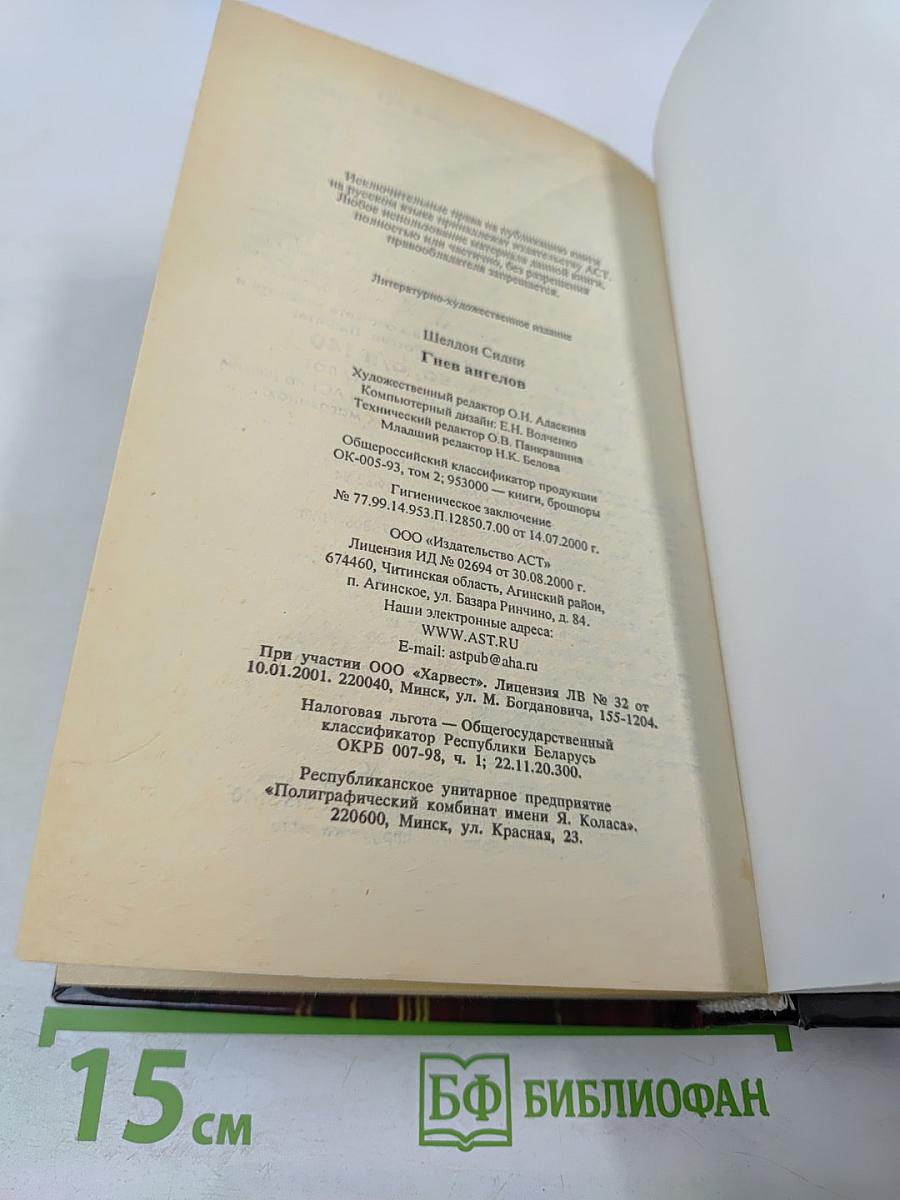 Исключительные права на публикацию книги
на русском языке принадлежат издательству АСТ.
Любое использование материала данной книги,
полностью или частично, без разрешения
правообладателя запрещается.
Литературно-художественное издание
Шелдон Сидни
Гнев ангелов
Художественный редактор О.Н. Адаскина
Компьютерный дизайн: Е.Н. Волченко
Технический редактор О.В. Панкрашина
Младший редактор Н.К. Белова
Общероссийский классификатор продукции
ОК-005-93, том 2; 953000 — книги, брошюры
Гигиеническое заключение
№ 77.99.14.953.П.12850.7.00 от 14.07.2000 г.
ООО «Издательство АСТ»
Лицензия ИД № 02694 от 30.08.2000 г.
674460, Читинская область, Агинский район,
п. Агинское, ул. Базара Ринчино, д. 84.
Наши электронные адреса:
WWW.AST.RU
E-mail: astpub@aha.ru
При участии ООО «Харвест». Лицензия ЛВ № 32 от
10.01.2001. 220040, Минск, ул. М. Богдановича, 155-1204.
Налоговая льгота — Общегосударственный
классификатор Республики Беларусь
ОКРБ 007-98, ч. 1; 22.11.20.300.
Республиканское унитарное предприятие
«Полиграфический комбинат имени Я. Коласа».
220600, Минск, ул. Красная, 23.
15 см
БФ БИБЛИОФАН